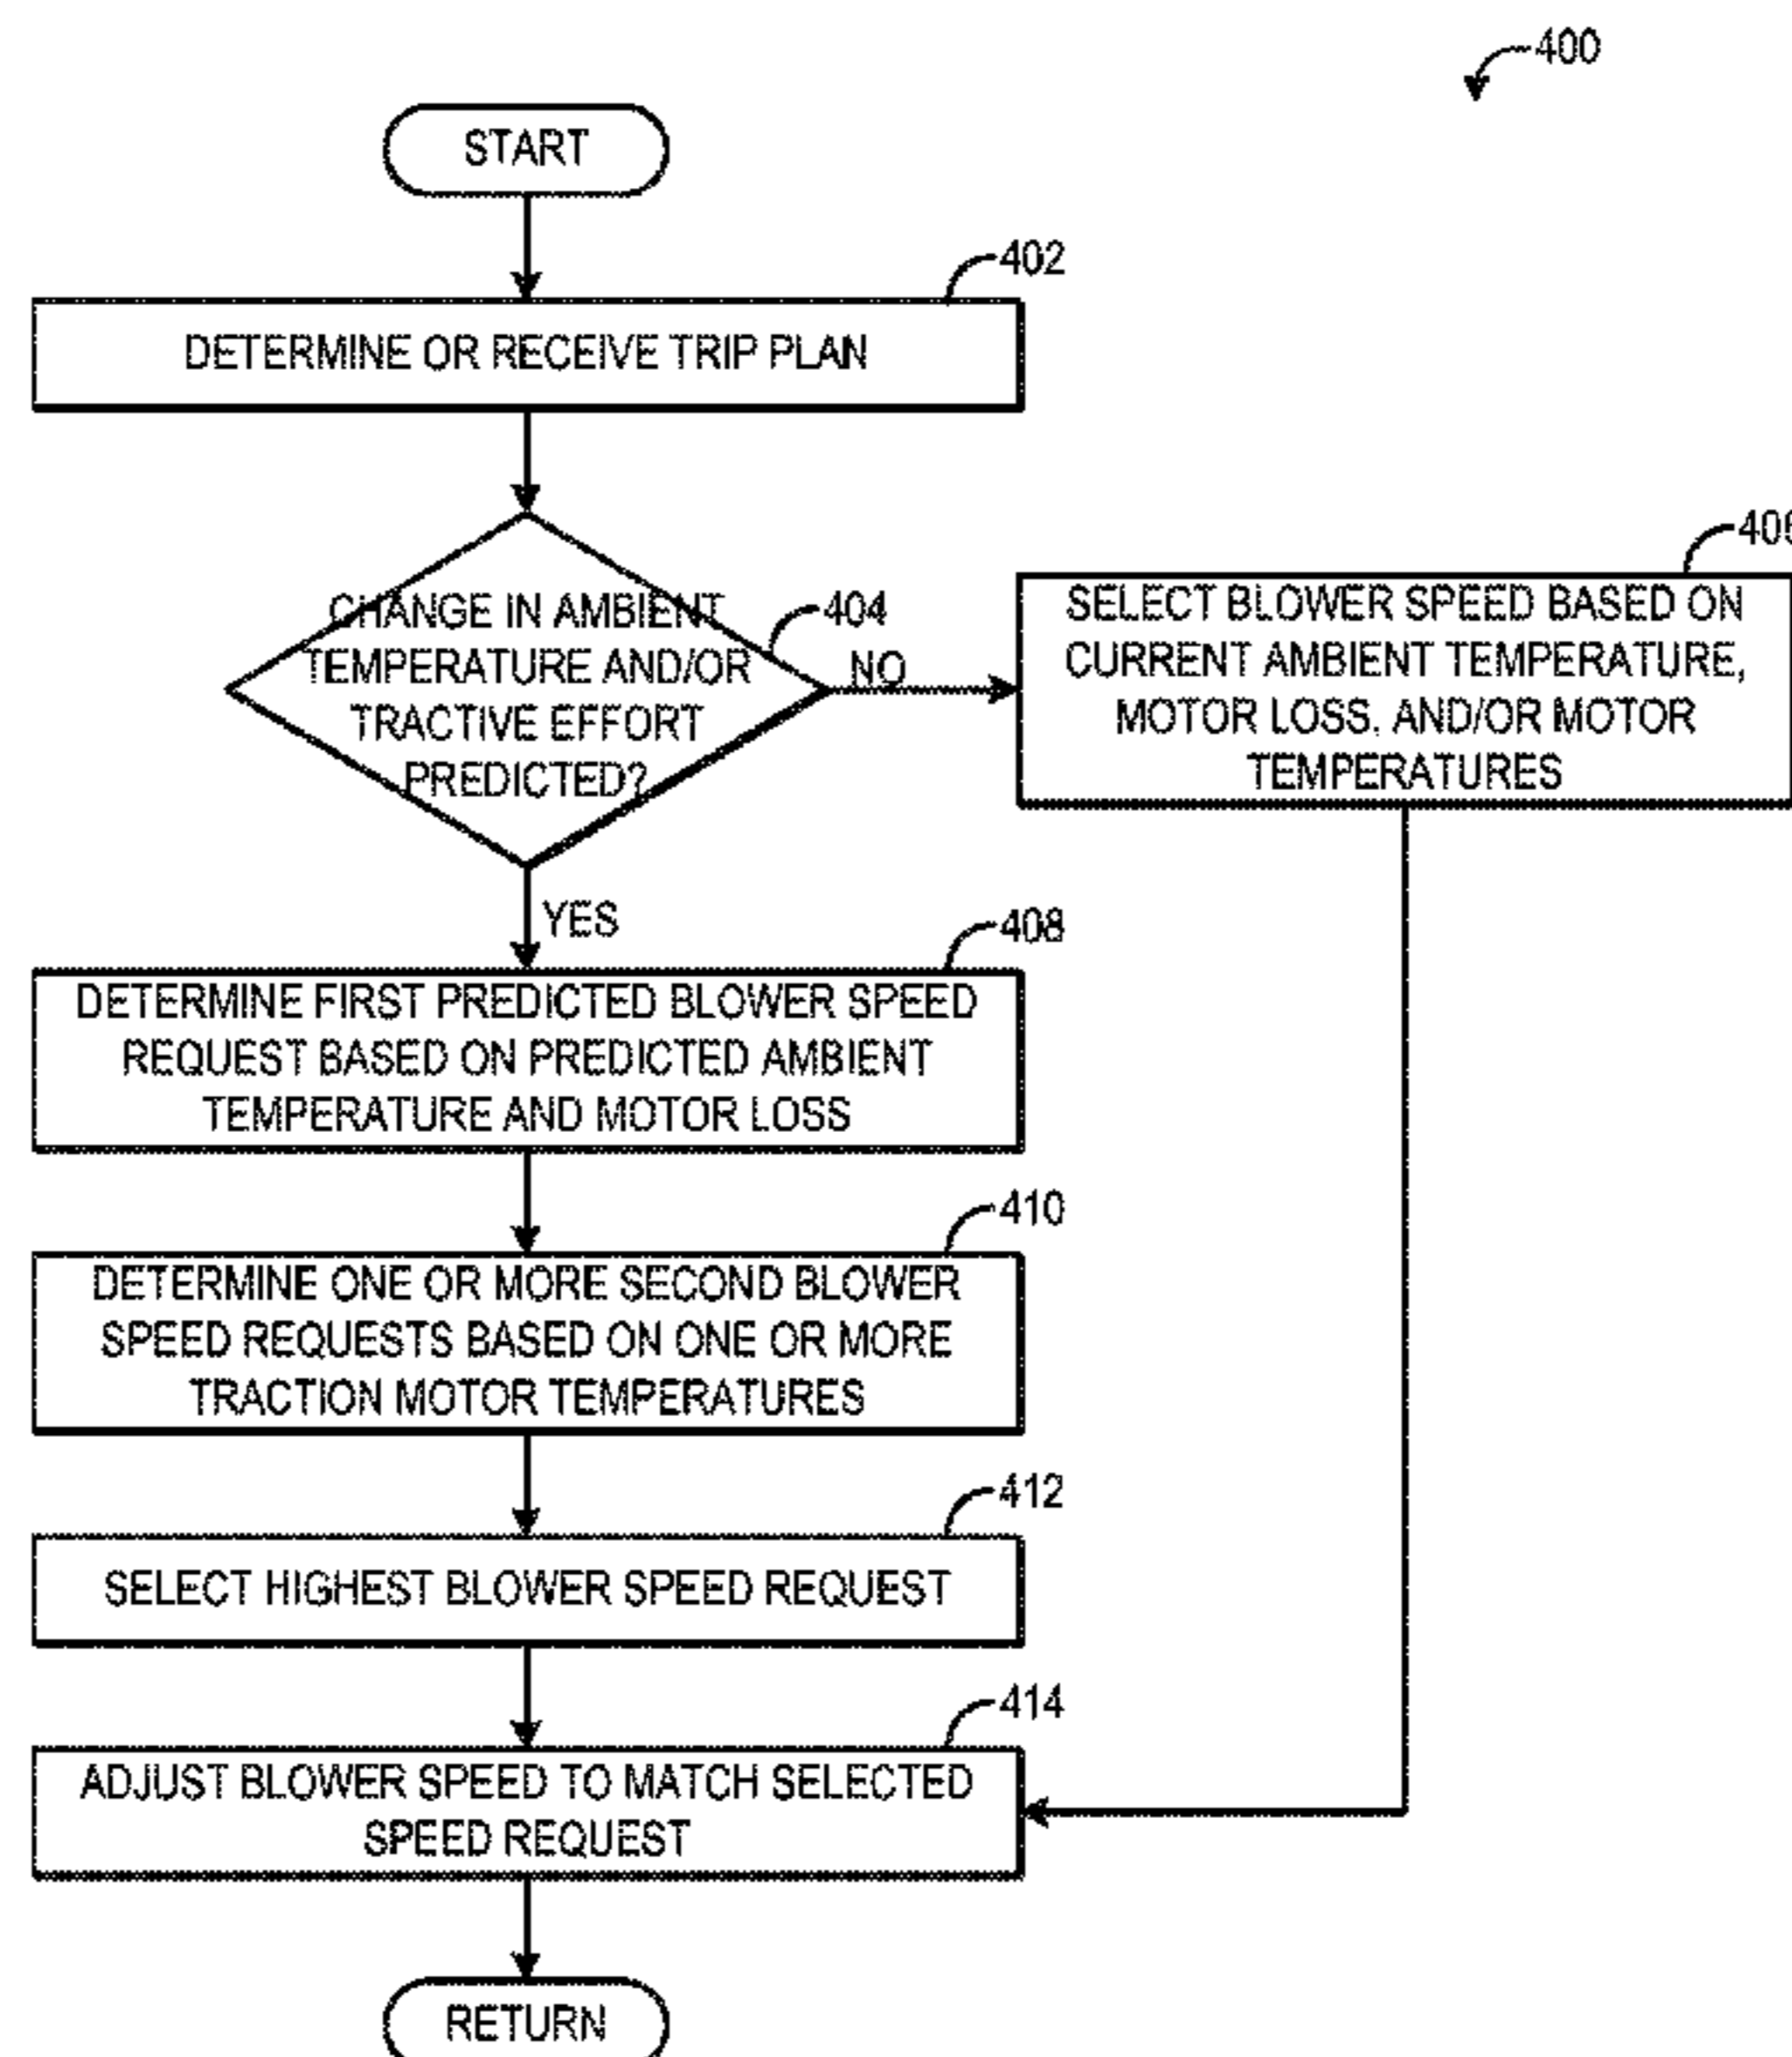 400
START
402
DETERMINE OR RECEIVE TRIP PLAN
CHANGE IN AMBIENT
TEMPERATURE AND/OR
TRACTIVE EFFORT
PREDICTED?
404
NO
SELECT BLOWER SPEED BASED ON
CURRENT AMBIENT TEMPERATURE,
MOTOR LOSS, AND/OR MOTOR
TEMPERATURES
YES
408
DETERMINE FIRST PREDICTED BLOWER SPEED
REQUEST BASED ON PREDICTED AMBIENT
TEMPERATURE AND MOTOR LOSS
410
DETERMINE ONE OR MORE SECOND BLOWER
SPEED REQUESTS BASED ON ONE OR MORE
TRACTION MOTOR TEMPERATURES
412
SELECT HIGHEST BLOWER SPEED REQUEST
414
ADJUST BLOWER SPEED TO MATCH SELECTED
SPEED REQUEST
RETURN